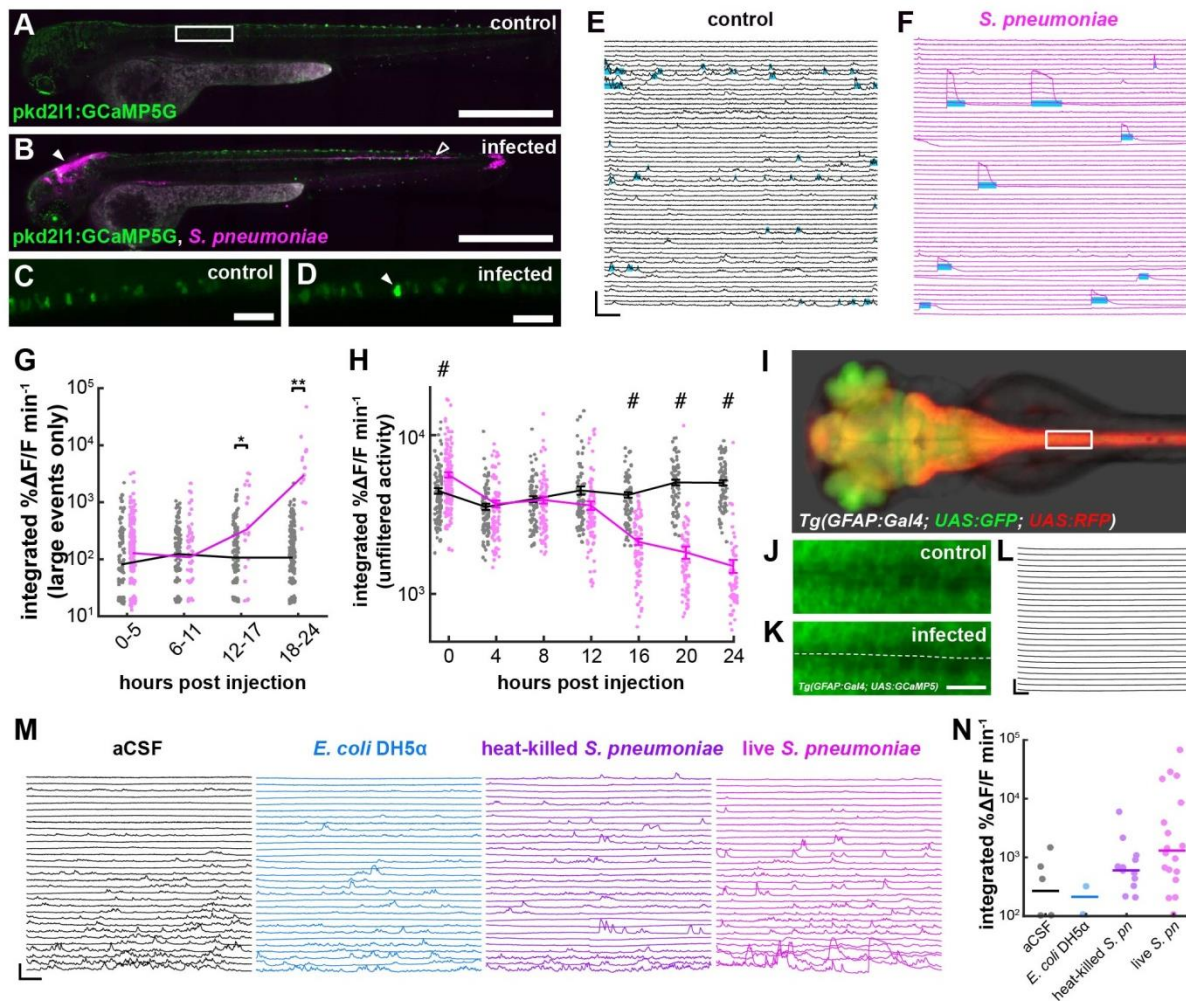 A
control
pkd2l1:GCaMP5G
B
infected
pkd2l1:GCaMP5G, S. pneumoniae
C
control
D
infected
E
control
F
S. pneumoniae
G
integrated %ΔF/F min⁻¹
(large events only)
10⁵
10⁴
10³
10²
10¹
*
**
0-5
6-11
12-17
18-24
hours post injection
H
integrated %ΔF/F min⁻¹
(unfiltered activity)
10⁴
10³
#
#
#
#
0
4
8
12
16
20
24
hours post injection
I
Tg(GFAP:Gal4; UAS:GFP; UAS:RFP)
J
control
K
infected
Tg(GFAP:Gal4; UAS:GCaMP5)
L
M
aCSF
E. coli DH5α
heat-killed S. pneumoniae
live S. pneumoniae
N
integrated %ΔF/F min⁻¹
10⁵
10⁴
10³
10²
aCSF
E. coli DH5α
heat-killed S. pn
live S. pn